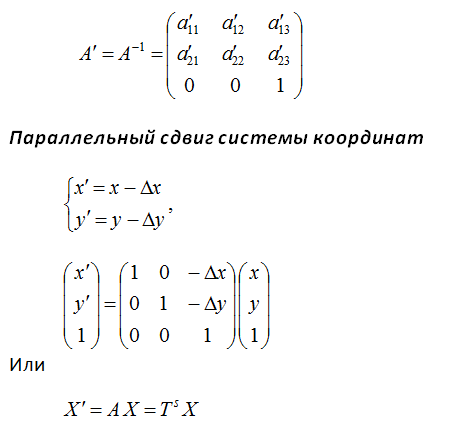 A′ = A⁻¹ = ( a′₁₁ a′₁₂ a′₁₃
a′₂₁ a′₂₂ a′₂₃
0 0 1 )
Параллельный сдвиг системы координат
{ x′ = x − Δx
y′ = y − Δy ,
( x′ y′ 1 ) = ( 1 0 −Δx
0 1 −Δy
0 0 1 ) ( x y 1 )
Или
X′ = A X = Tˢ X